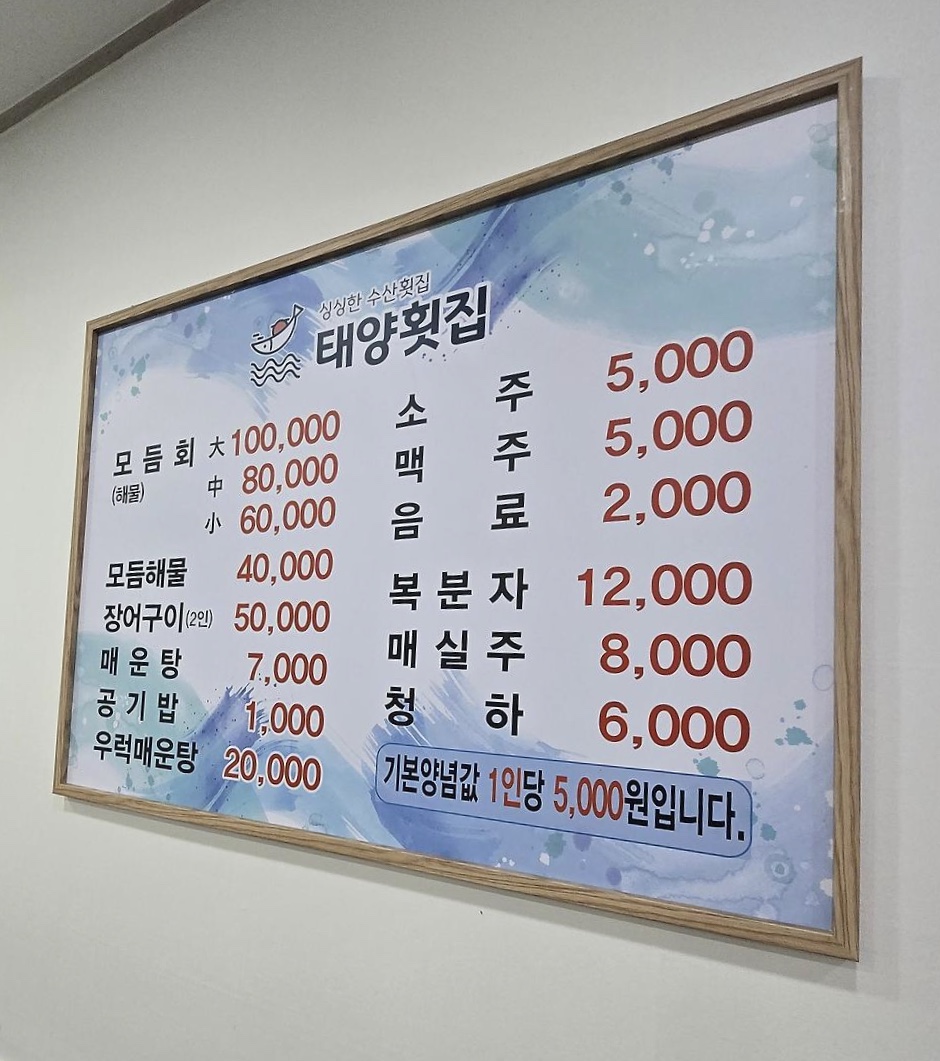 싱싱한 수산횟집
태양횟집
모듬회 大 100,000
(해물) 中 80,000
小 60,000
모듬해물 40,000
장어구이(2인) 50,000
매운탕 7,000
공기밥 1,000
우럭매운탕 20,000
소주 5,000
맥주 5,000
음료 2,000
복분자 12,000
매실주 8,000
청하 6,000
기본양념값 1인당 5,000원입니다.